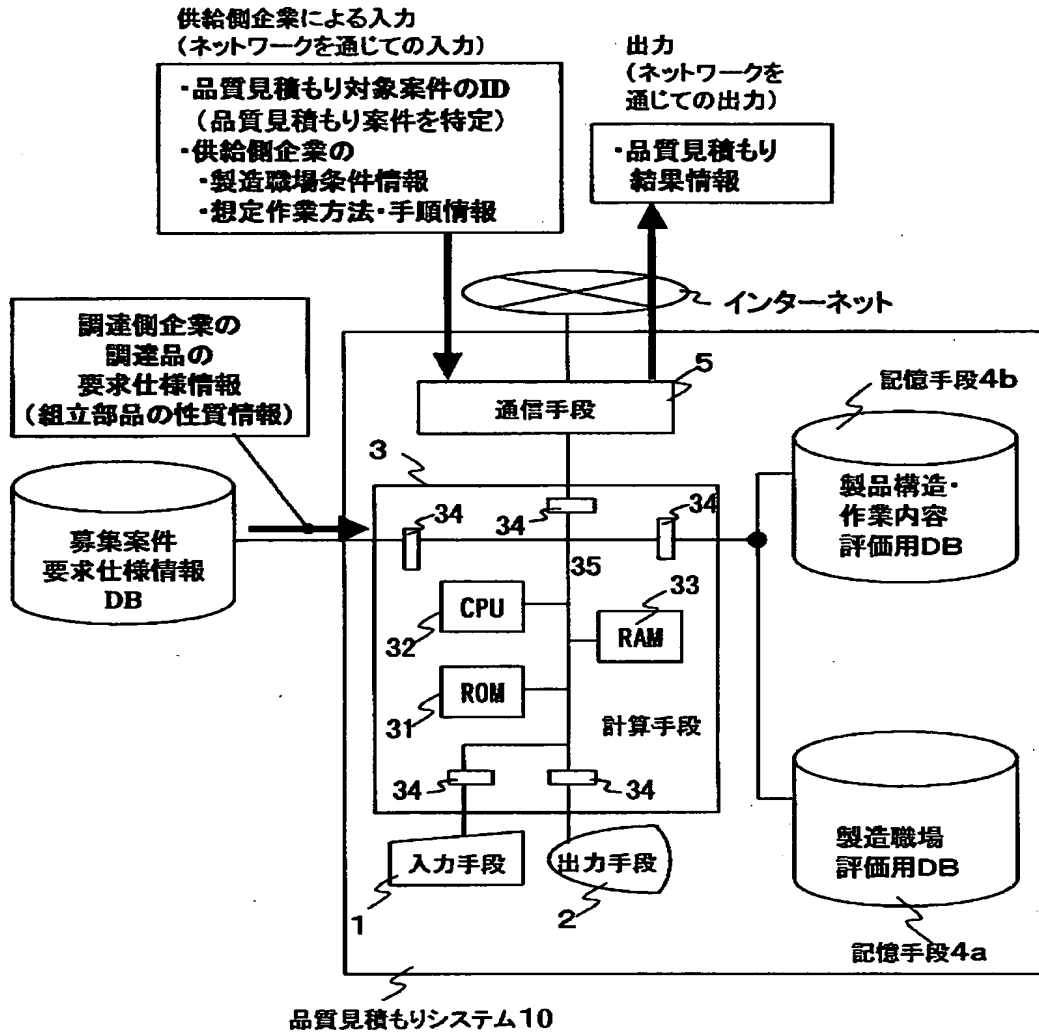 供給側企業による入力
(ネットワークを通じての入力)
・品質見積もり対象案件のID
(品質見積もり案件を特定)
・供給側企業の
・製造職場条件情報
・想定作業方法・手順情報
出力
(ネットワークを
通じての出力)
・品質見積もり
結果情報
インターネット
調達側企業の
調達品の
要求仕様情報
(組立部品の性質情報)
募集案件
要求仕様情報
DB
通信手段
5
3
34
34
34
35
CPU
32
33
RAM
ROM
31
計算手段
34
34
入力手段
1
出力手段
2
記憶手段4b
製品構造・
作業内容
評価用DB
製造職場
評価用DB
記憶手段4a
品質見積もりシステム10